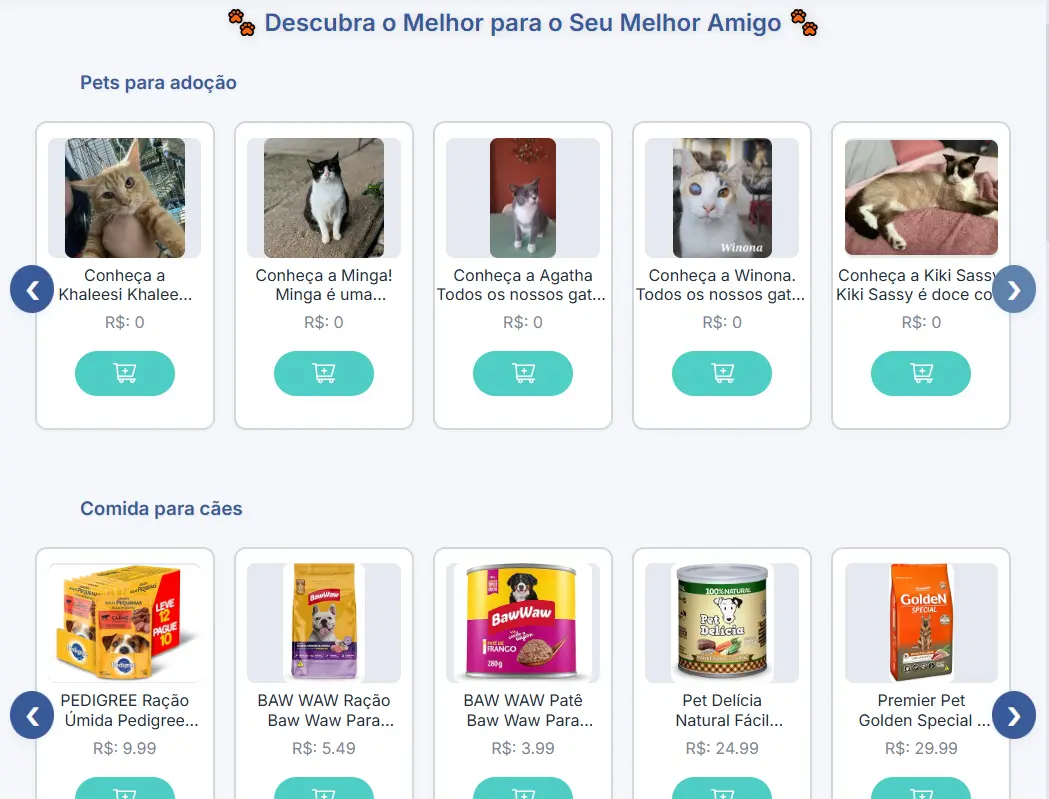 Descubra o Melhor para o Seu Melhor Amigo
Pets para adoção
Winona
Conheça a
Khaleesi Khalee...
R$: 0
Conheça a Minga!
Minga é uma...
R$: 0
Conheça a Agatha
Todos os nossos gat...
R$: 0
Conheça a Winona.
Todos os nossos gat...
R$: 0
Conheça a Kiki Sassy
Kiki Sassy é doce co
R$: 0
Comida para cães
LEVE
12
PAGUE
10
Pedigree
PEDIGREE Ração
Úmida Pedigree...
R$: 9.99
BawWaw
BAW WAW Ração
Baw Waw Para...
R$: 5.49
BawWaw
PATÊ DE
FRANGO
280g
BAW WAW Patê
Baw Waw Para...
R$: 3.99
100% NATURAL
Pet
Delícia
Pet Delícia
Natural Fácil...
R$: 24.99
GoldeN
SPECIAL
Premier Pet
Golden Special ...
R$: 29.99